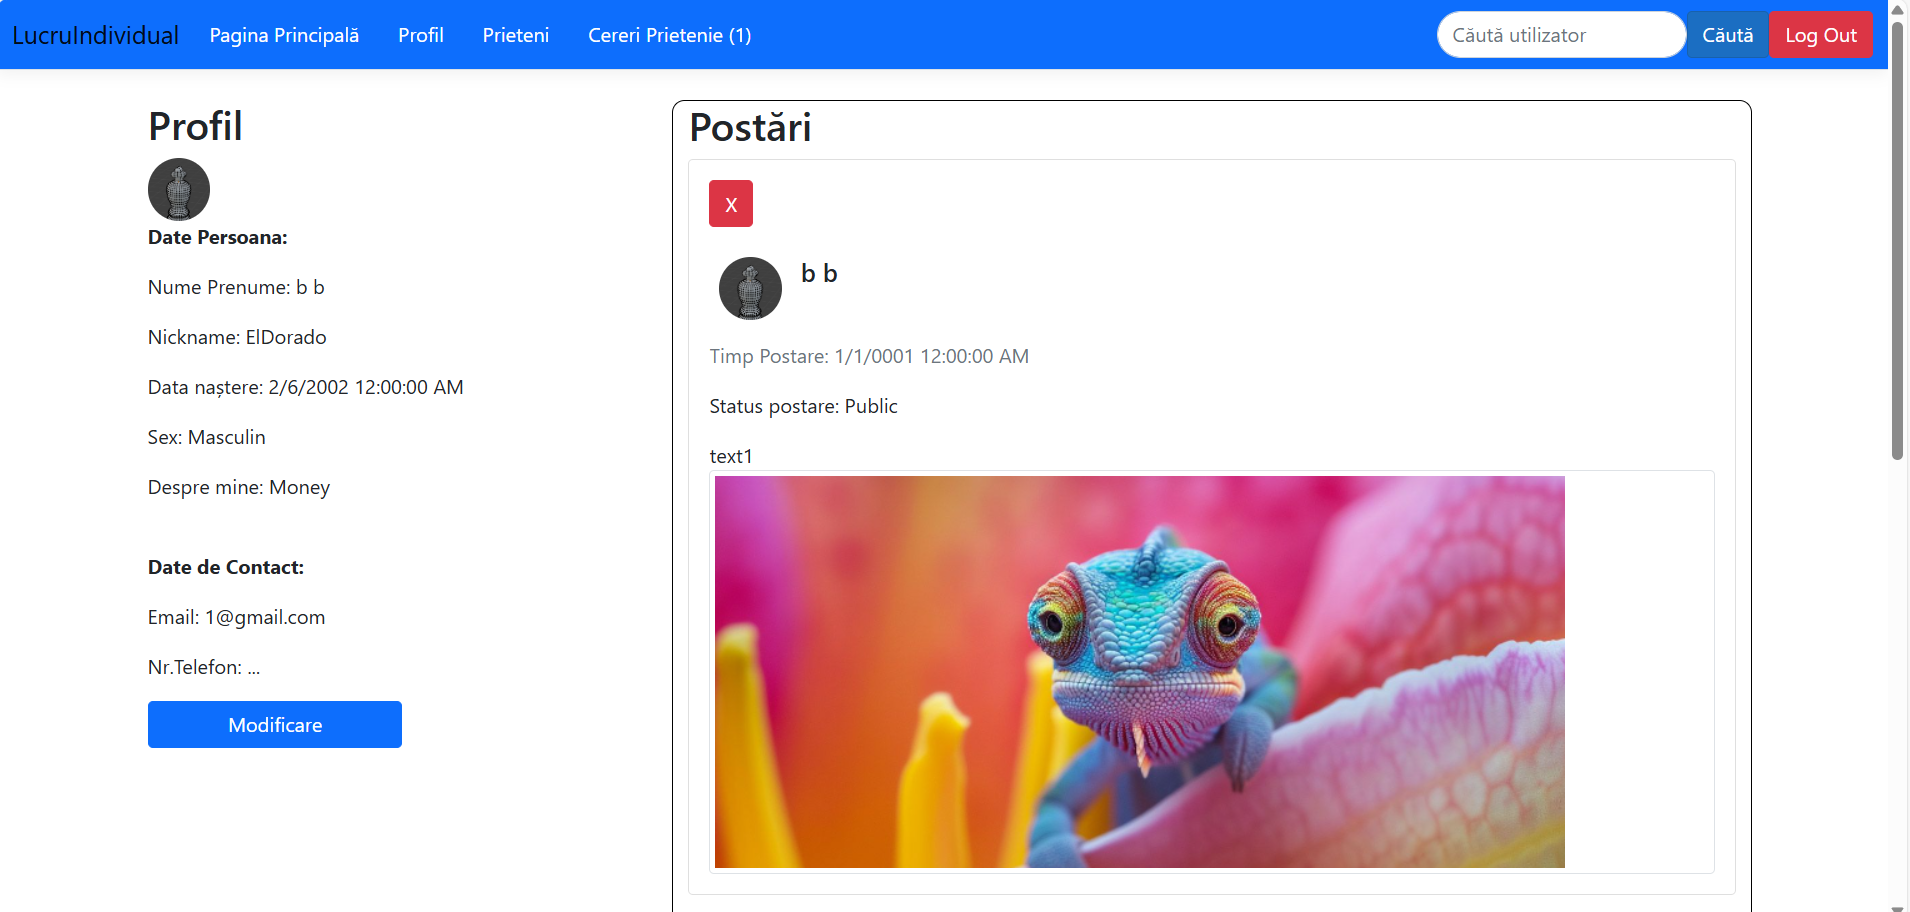 LucruIndividual Pagina Principală Profil Prieteni Cereri Prietenie (1) Căută utilizator Căută Log Out
Profil
Date Persoana:
Nume Prenume: b b
Nickname: ElDorado
Data naștere: 2/6/2002 12:00:00 AM
Sex: Masculin
Despre mine: Money
Date de Contact:
Email: 1@gmail.com
Nr.Telefon: ...
Modificare
Postări
X
b b
Timp Postare: 1/1/0001 12:00:00 AM
Status postare: Public
text1